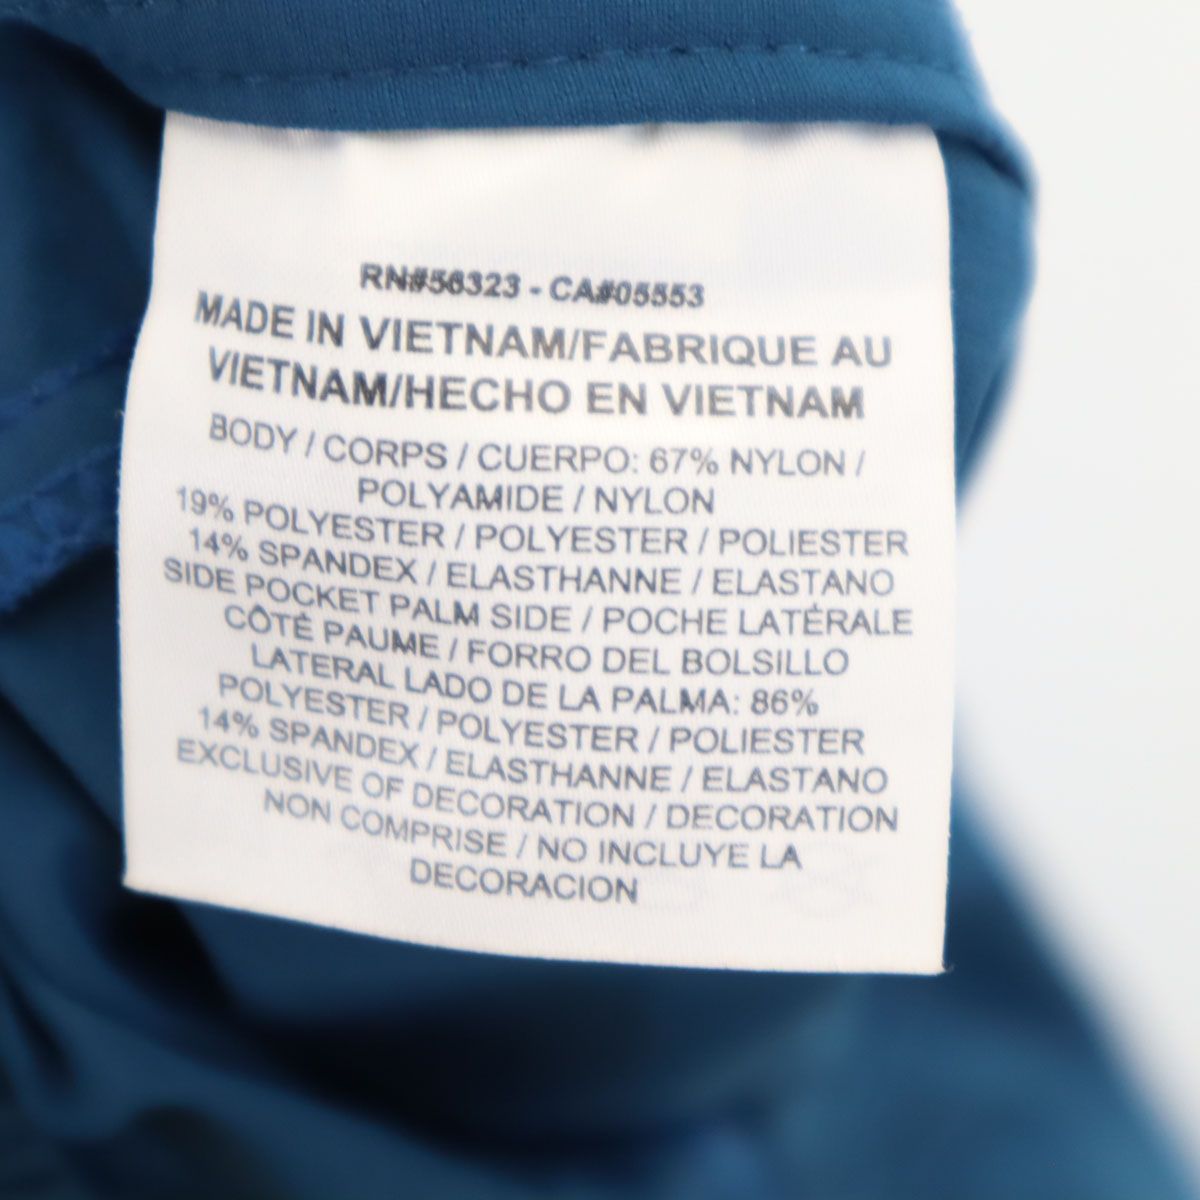 RN#56323 - CA#05553
MADE IN VIETNAM/FABRIQUE AU
VIETNAM/HECHO EN VIETNAM
BODY / CORPS / CUERPO: 67% NYLON /
POLYAMIDE / NYLON
19% POLYESTER / POLYESTER / POLIESTER
14% SPANDEX / ELASTHANNE / ELASTANO
SIDE POCKET PALM SIDE / POCHE LATÉRALE
CÔTÉ PAUME / FORRO DEL BOLSILLO
LATERAL LADO DE LA PALMA: 86%
POLYESTER / POLYESTER / POLIESTER
14% SPANDEX / ELASTHANNE / ELASTANO
EXCLUSIVE OF DECORATION / DECORATION
NON COMPRISE / NO INCLUYE LA
DECORACION